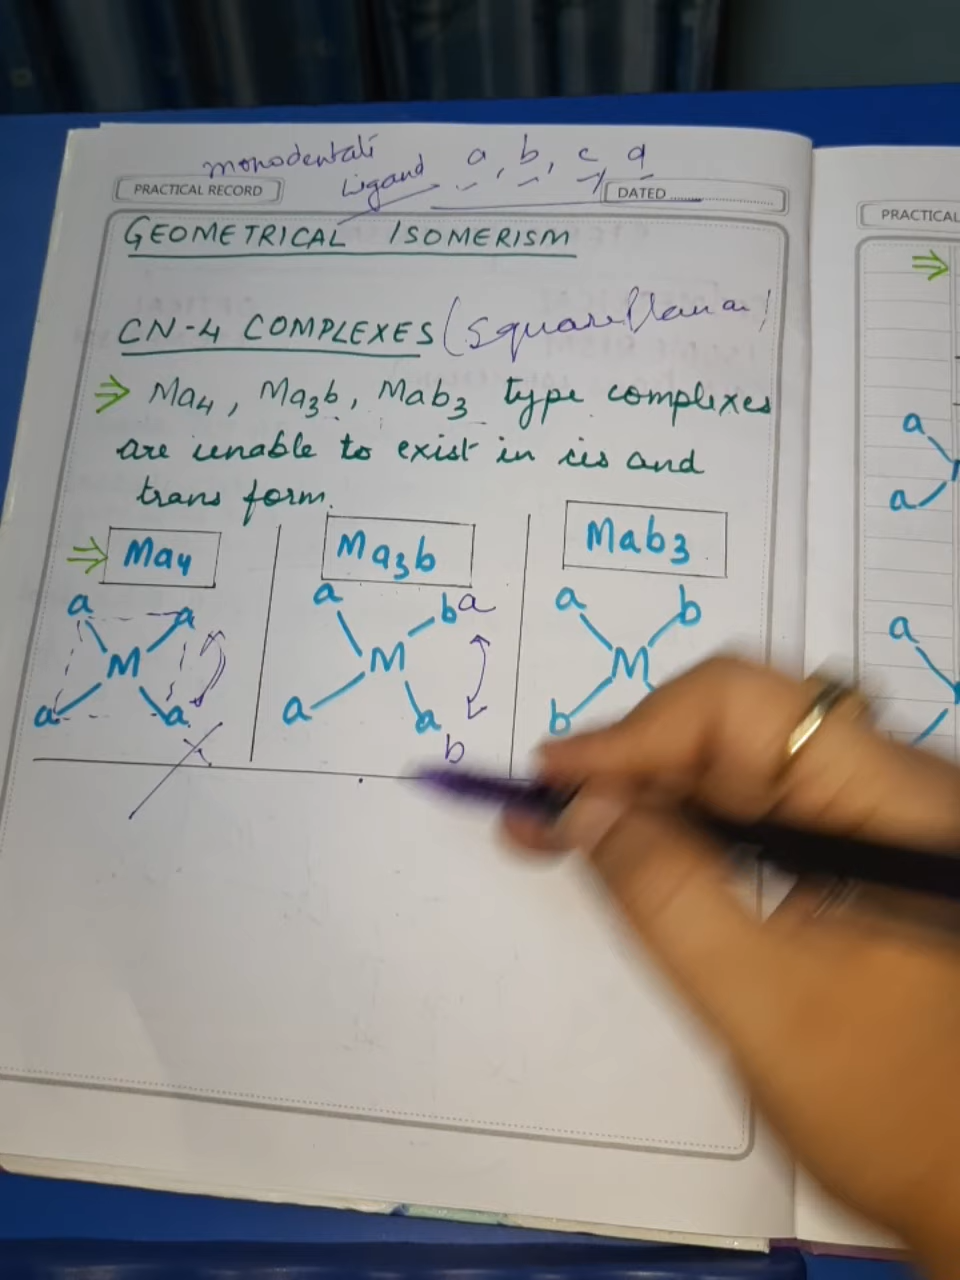 monodentate
Ligand a, b, c, d
PRACTICAL RECORD
DATED
GEOMETRICAL ISOMERISM
CN-4 COMPLEXES (Square Planar)
⇒ Ma4, Ma3b, Mab3 type complexes
are unable to exist in cis and
trans form.
⇒ Ma4
Ma3b
Mab3
a a
M
a a
a b a
M
a a
b
a b
M
b
PRACTICAL
⇒
a
a
a